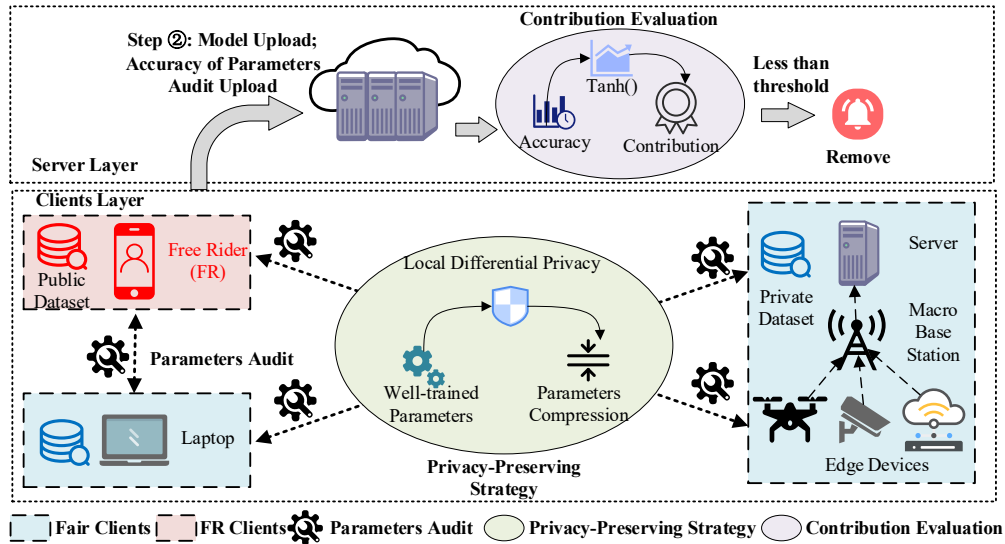 Contribution Evaluation
Step ②: Model Upload;
Accuracy of Parameters
Audit Upload
Tanh()
Accuracy
Contribution
Less than
threshold
Remove
Server Layer
Clients Layer
Public
Dataset
Free Rider
(FR)
Parameters Audit
Laptop
Local Differential Privacy
Well-trained
Parameters
Parameters
Compression
Privacy-Preserving
Strategy
Server
Private
Dataset
Macro
Base
Station
Edge Devices
Fair Clients
FR Clients
Parameters Audit
Privacy-Preserving Strategy
Contribution Evaluation